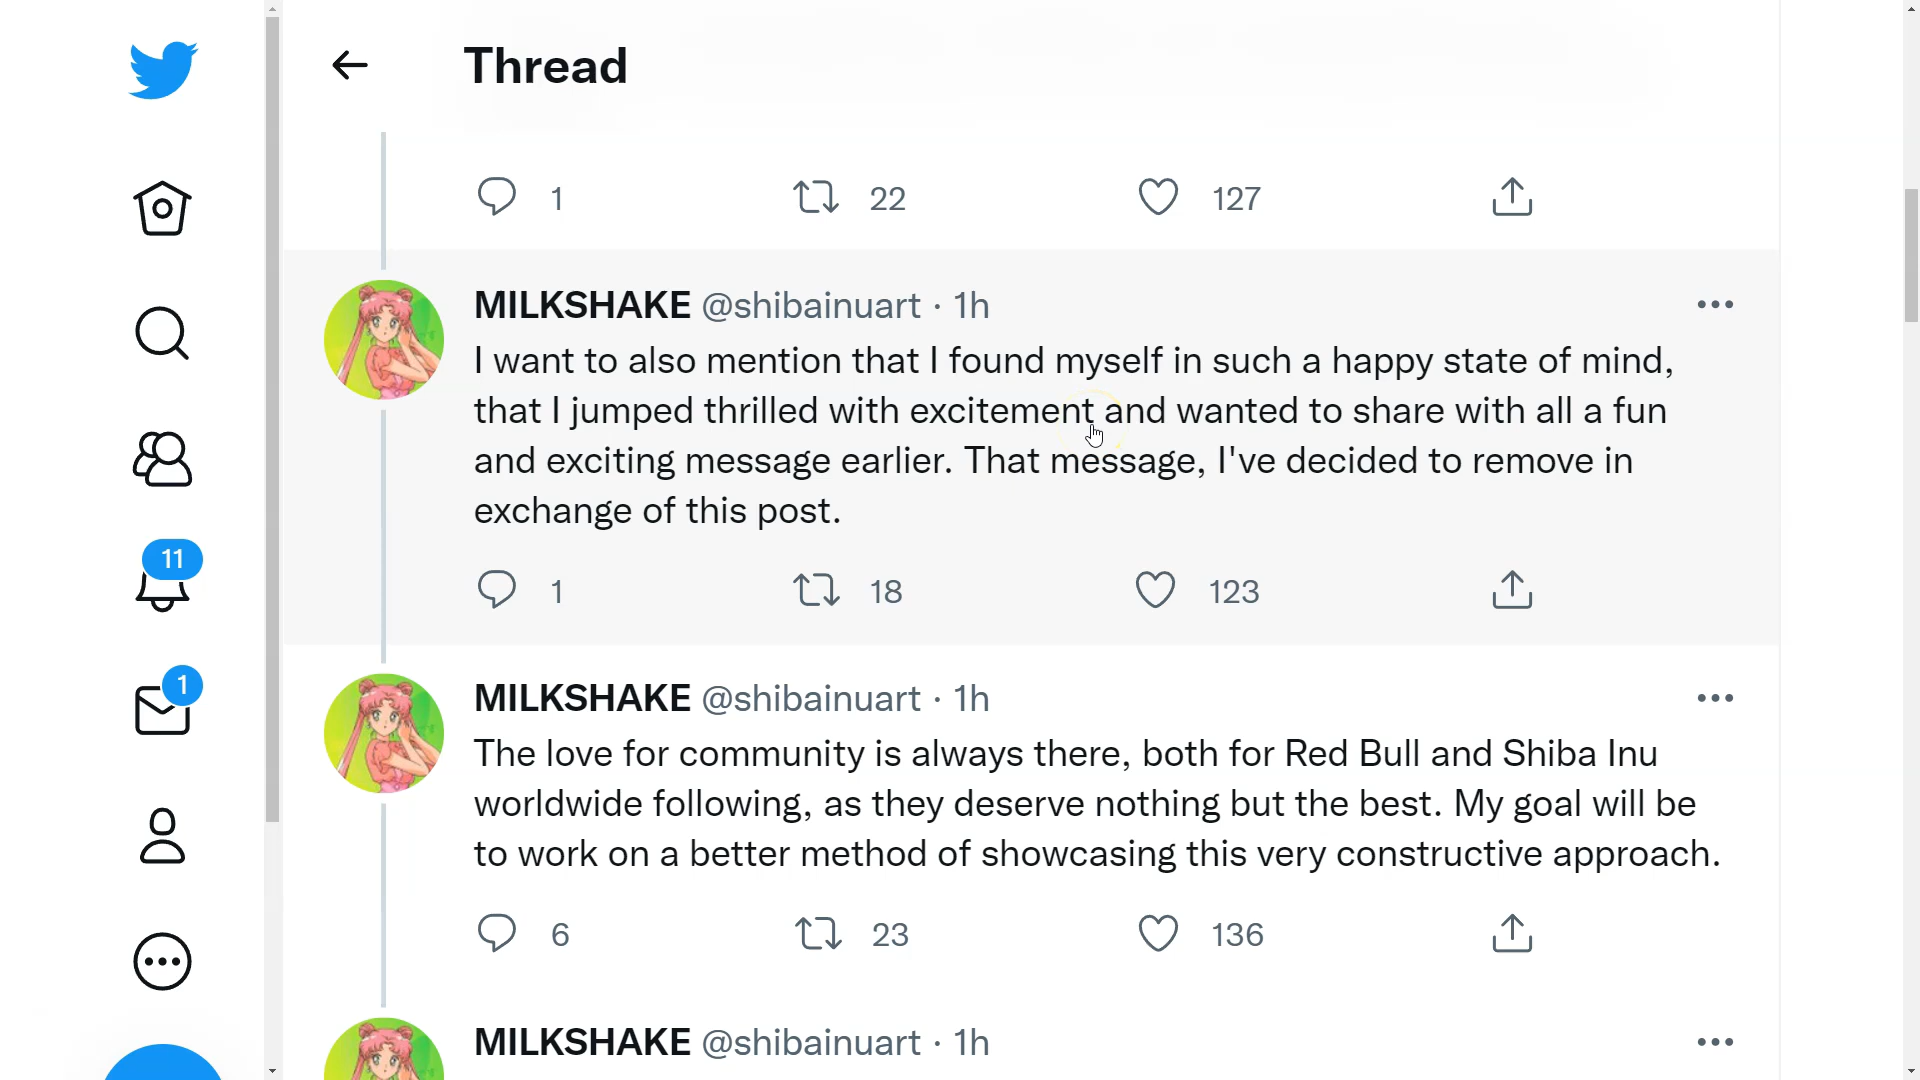 Thread
1 22 127
MILKSHAKE @shibainuart · 1h
I want to also mention that I found myself in such a happy state of mind,
that I jumped thrilled with excitement and wanted to share with all a fun
and exciting message earlier. That message, I've decided to remove in
exchange of this post.
11
1 18 123
1
MILKSHAKE @shibainuart · 1h
The love for community is always there, both for Red Bull and Shiba Inu
worldwide following, as they deserve nothing but the best. My goal will be
to work on a better method of showcasing this very constructive approach.
6 23 136
MILKSHAKE @shibainuart · 1h